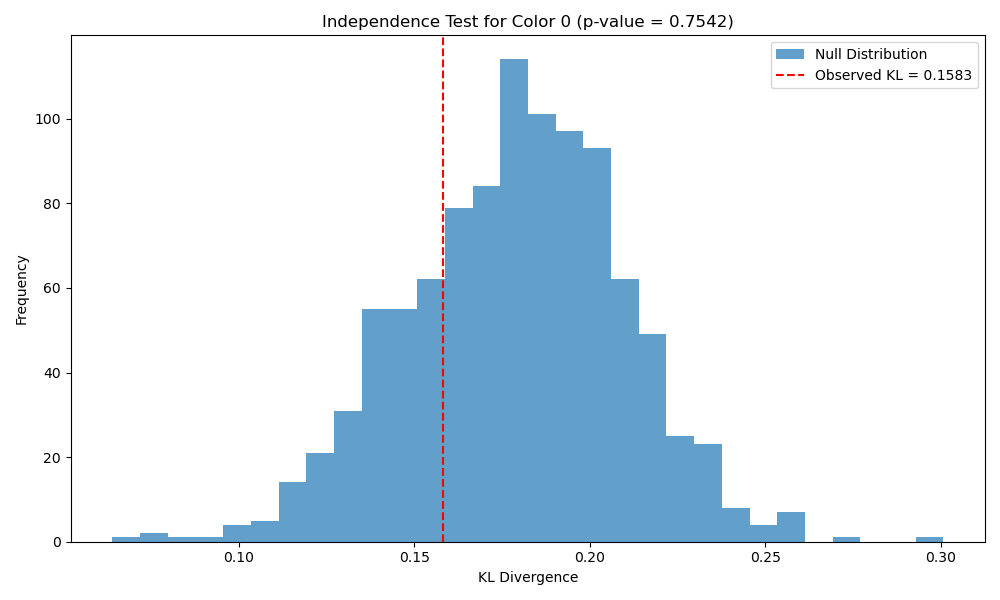 Independence Test for Color 0 (p-value = 0.7542)
Null Distribution
Observed KL = 0.1583
Frequency
100
80
60
40
20
0
0.10 0.15 0.20 0.25 0.30
KL Divergence